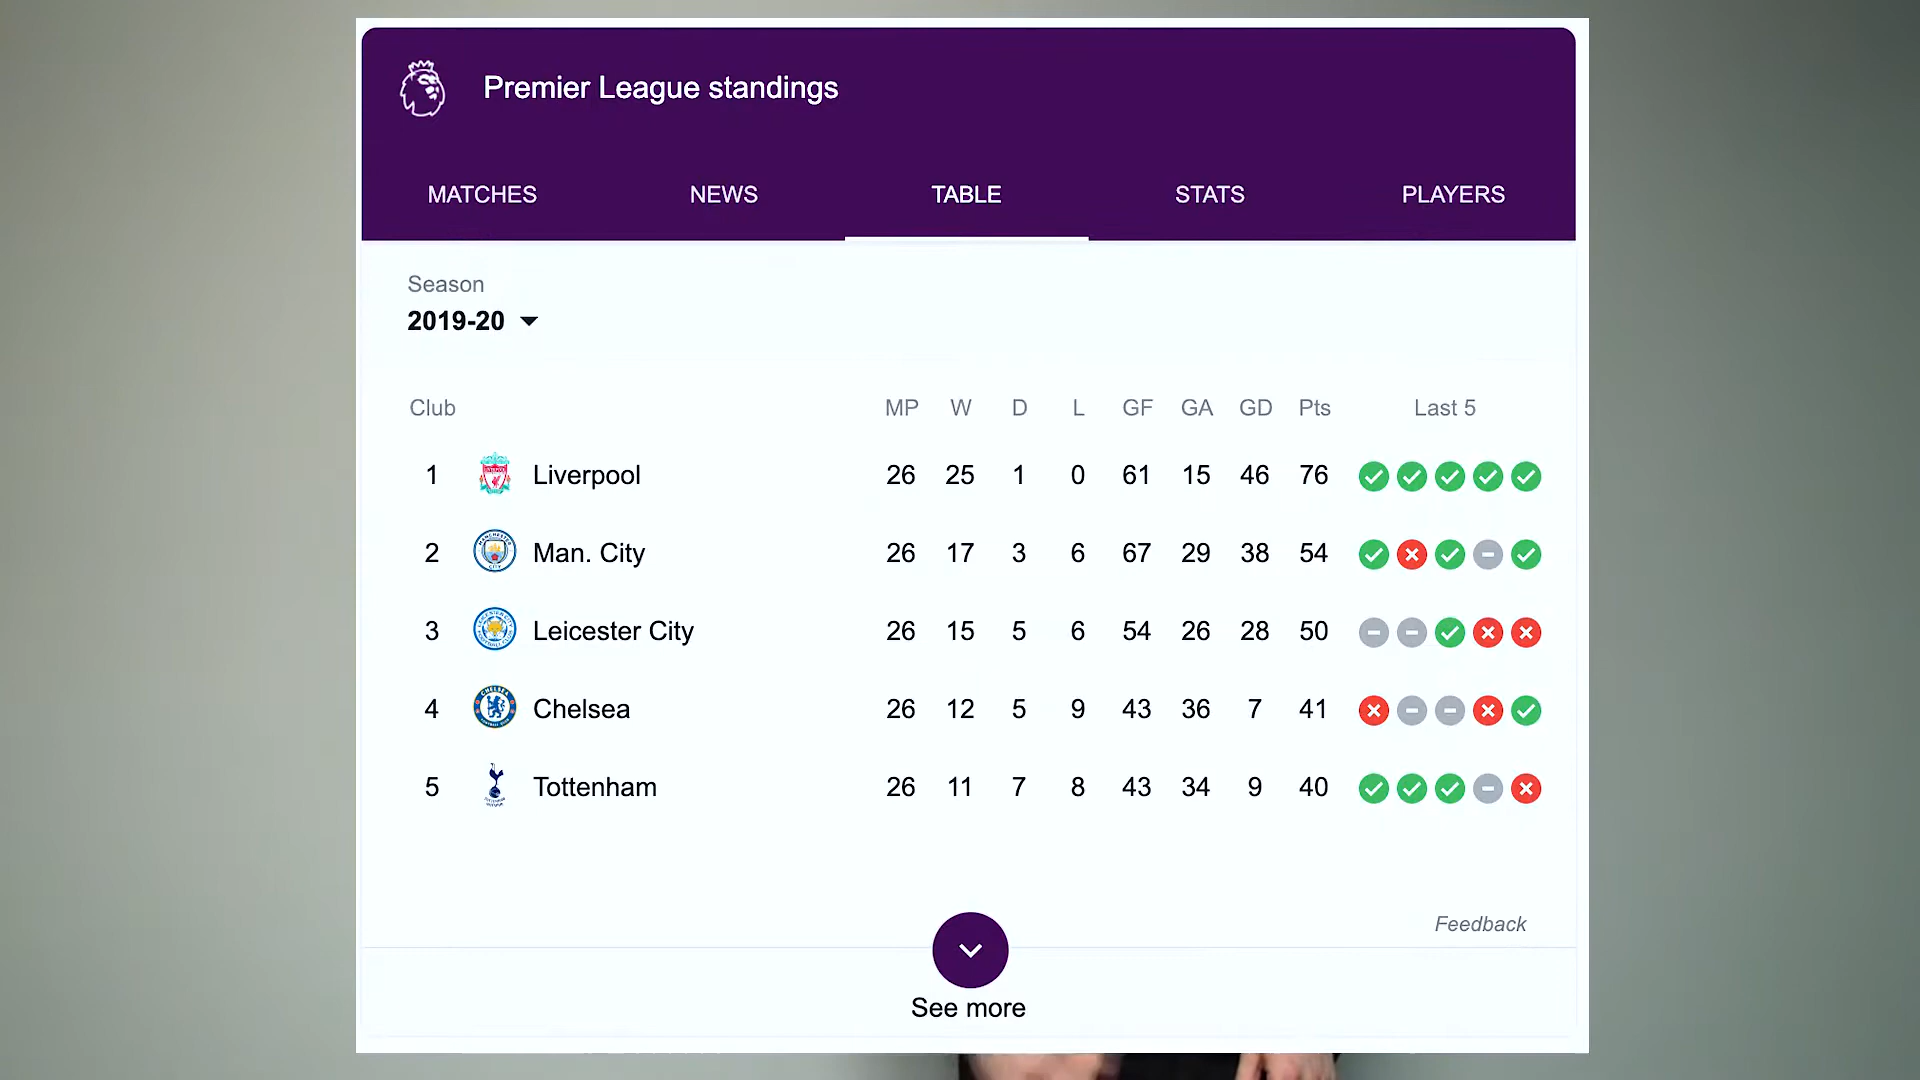 Premier League standings
MATCHES NEWS TABLE STATS PLAYERS
Season
2019-20
Club MP W D L GF GA GD Pts Last 5
1 Liverpool 26 25 1 0 61 15 46 76
2 Man. City 26 17 3 6 67 29 38 54
3 Leicester City 26 15 5 6 54 26 28 50
4 Chelsea 26 12 5 9 43 36 7 41
5 Tottenham 26 11 7 8 43 34 9 40
Feedback
See more